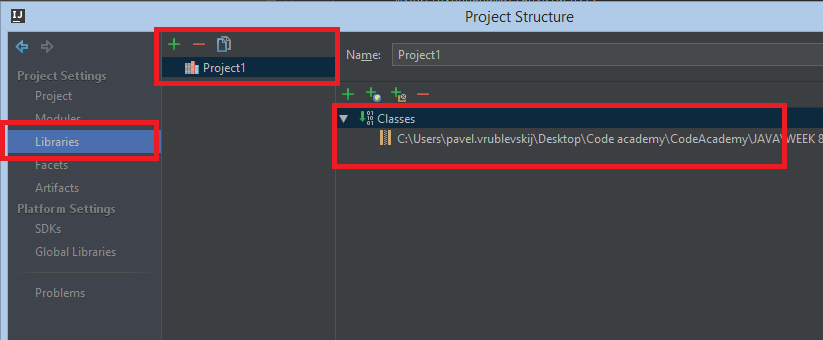 IJ
Project Structure
Project Settings
Project
Modules
Libraries
Facets
Artifacts
Platform Settings
SDKs
Global Libraries
Problems
Project1
Name: Project1
Classes
C:\Users\pavel.vrublevskij\Desktop\Code academy\CodeAcademy\JAVA\WEEK 8